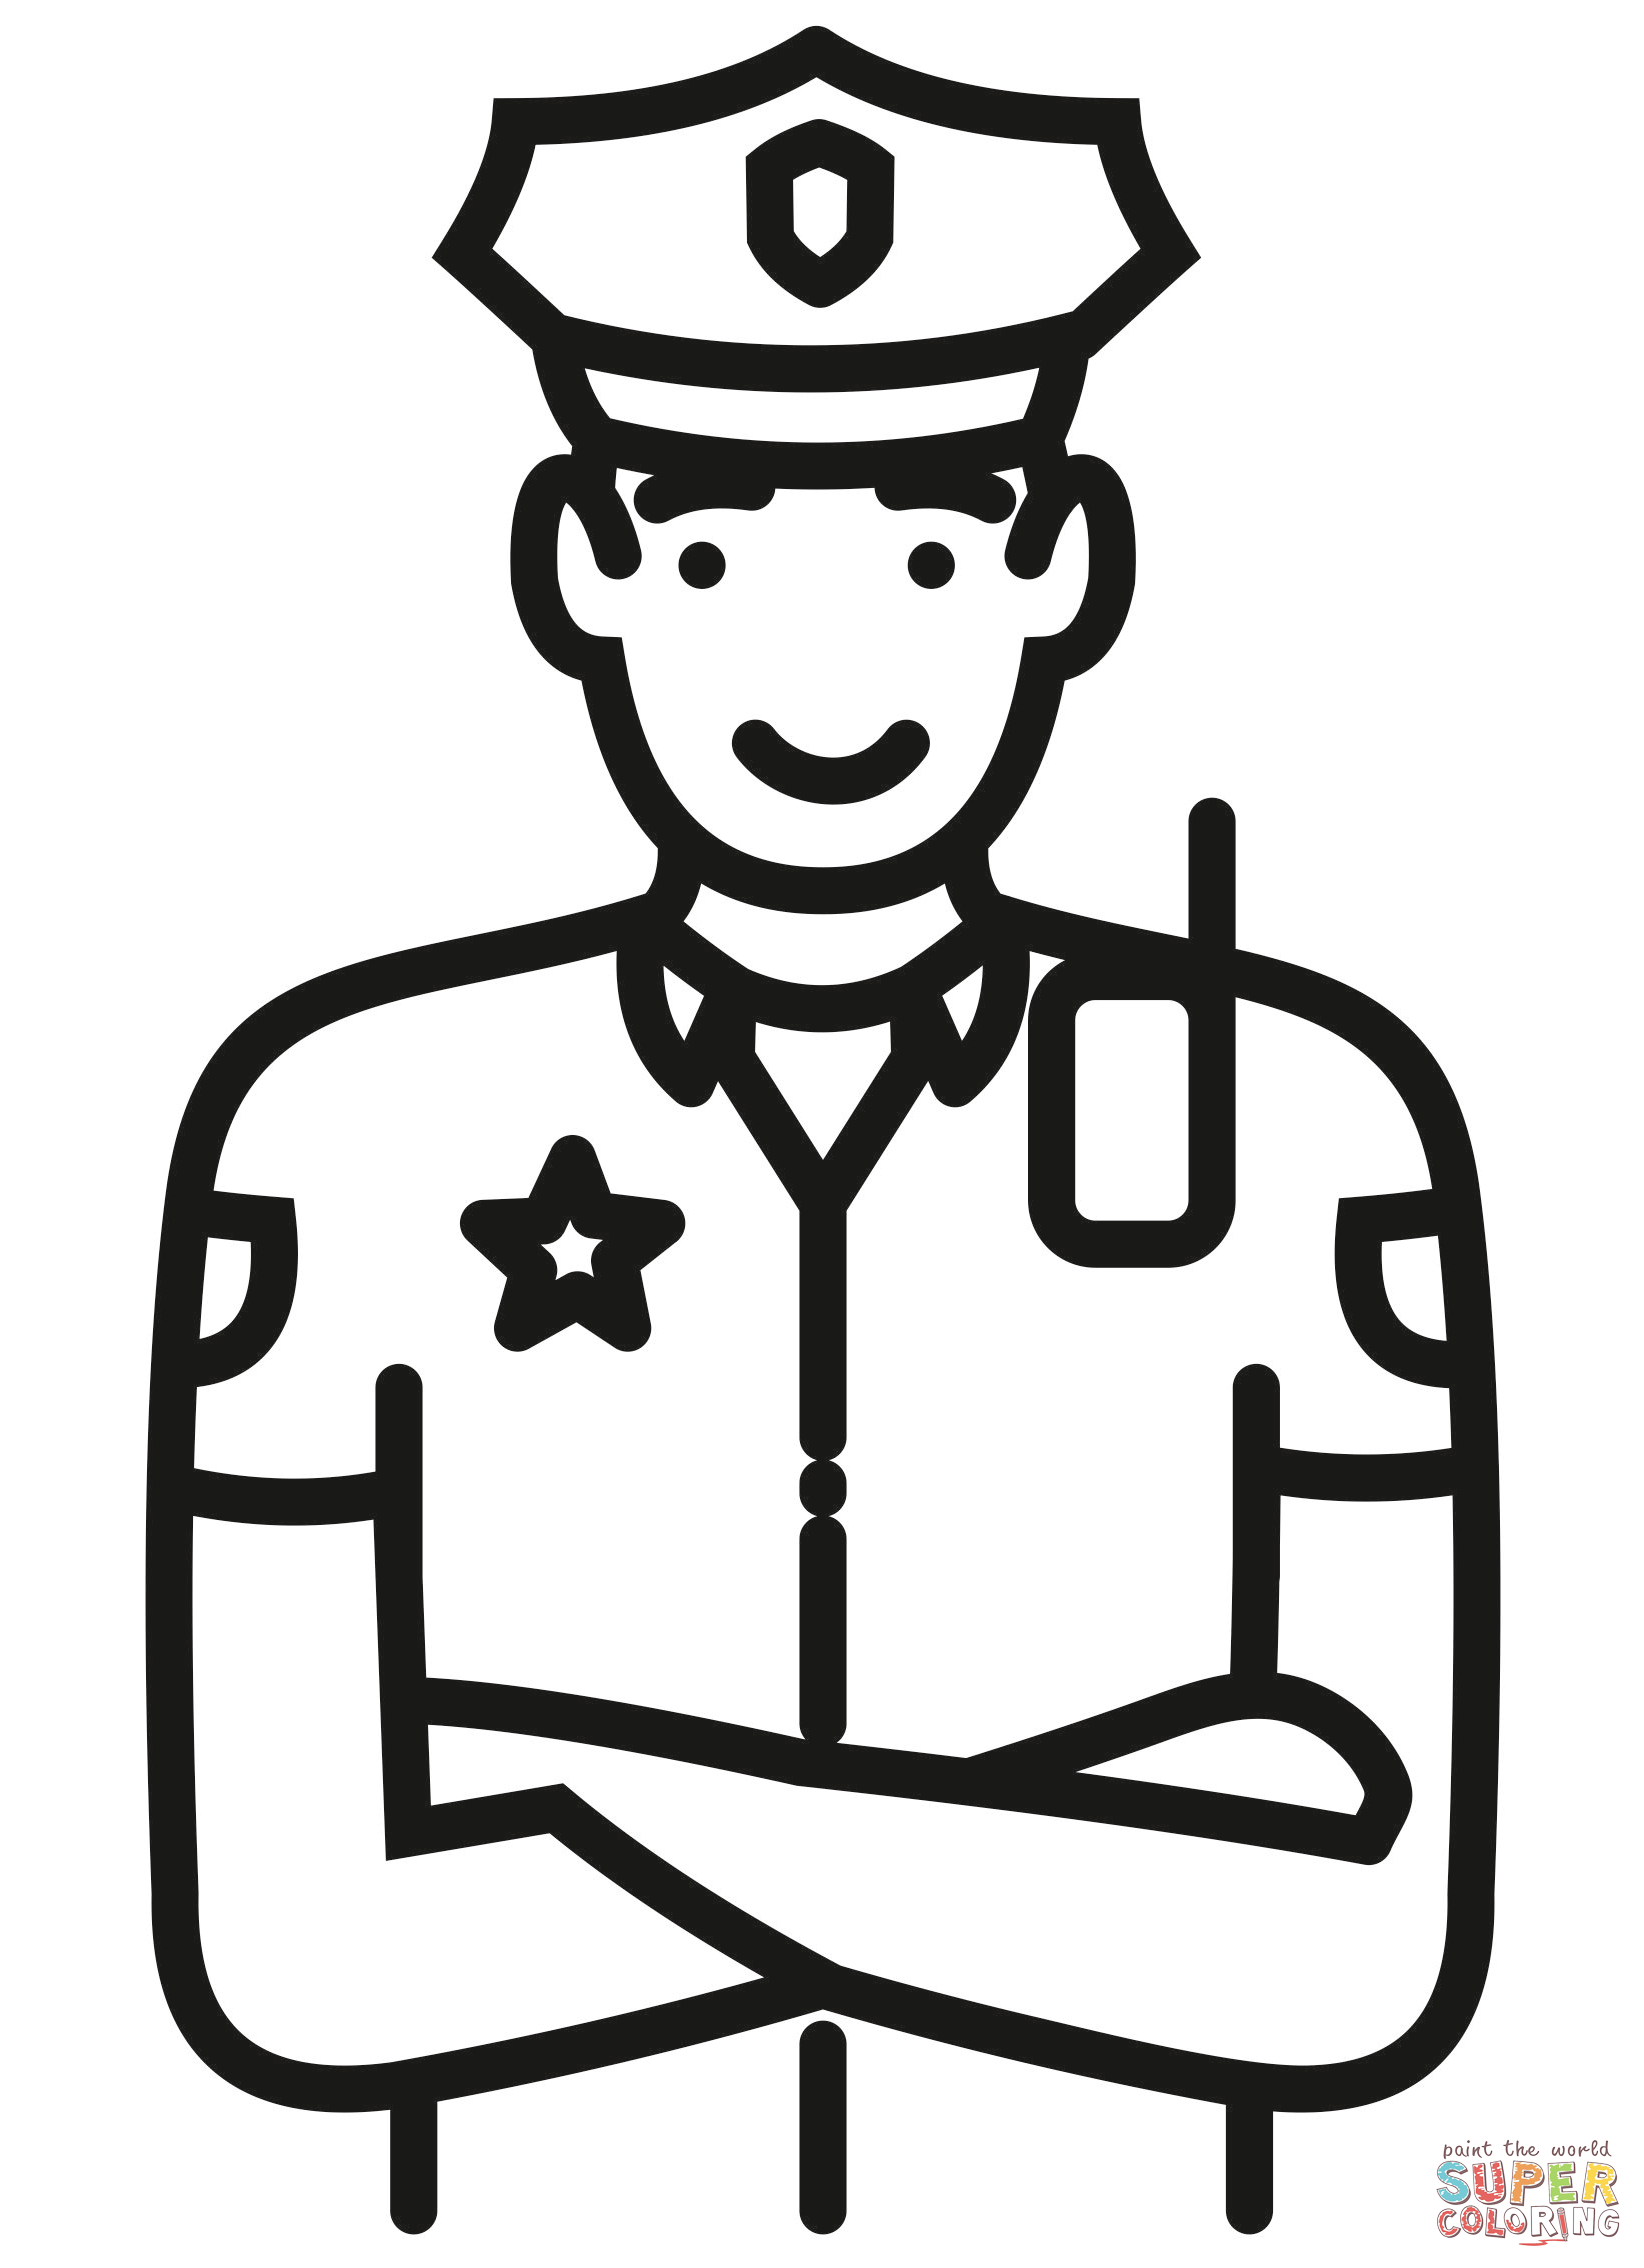 paint the world
SUPER
COLORING